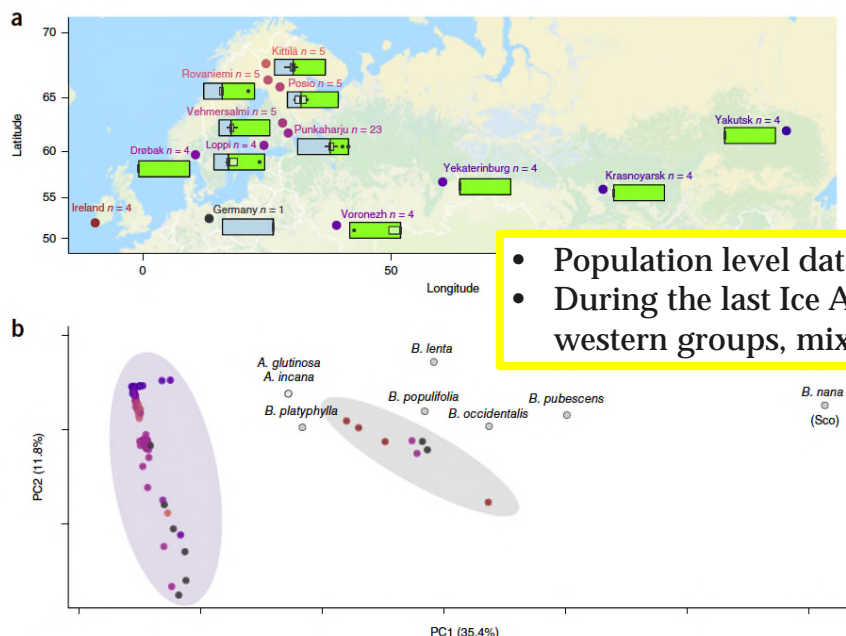 a
70
65
60
55
50
Latitude
Kittilä n = 5
Rovaniemi n = 5
Posio n = 5
Vehmersalmi n = 5
Punkaharju n = 23
Yakutsk n = 4
Drøbak n = 4
Loppi n = 4
Yekaterinburg n = 4
Krasnoyarsk n = 4
Ireland n = 4
Germany n = 1
Voronezh n = 4
0
50
Longitude
• Population level dat
• During the last Ice A
western groups, mix
b
B. lenta
A. glutinosa
A. incana
B. populifolia
B. pubescens
B. nana
B. platyphylla
B. occidentalis
(Sco)
PC2 (11.8%)
PC1 (35.4%)